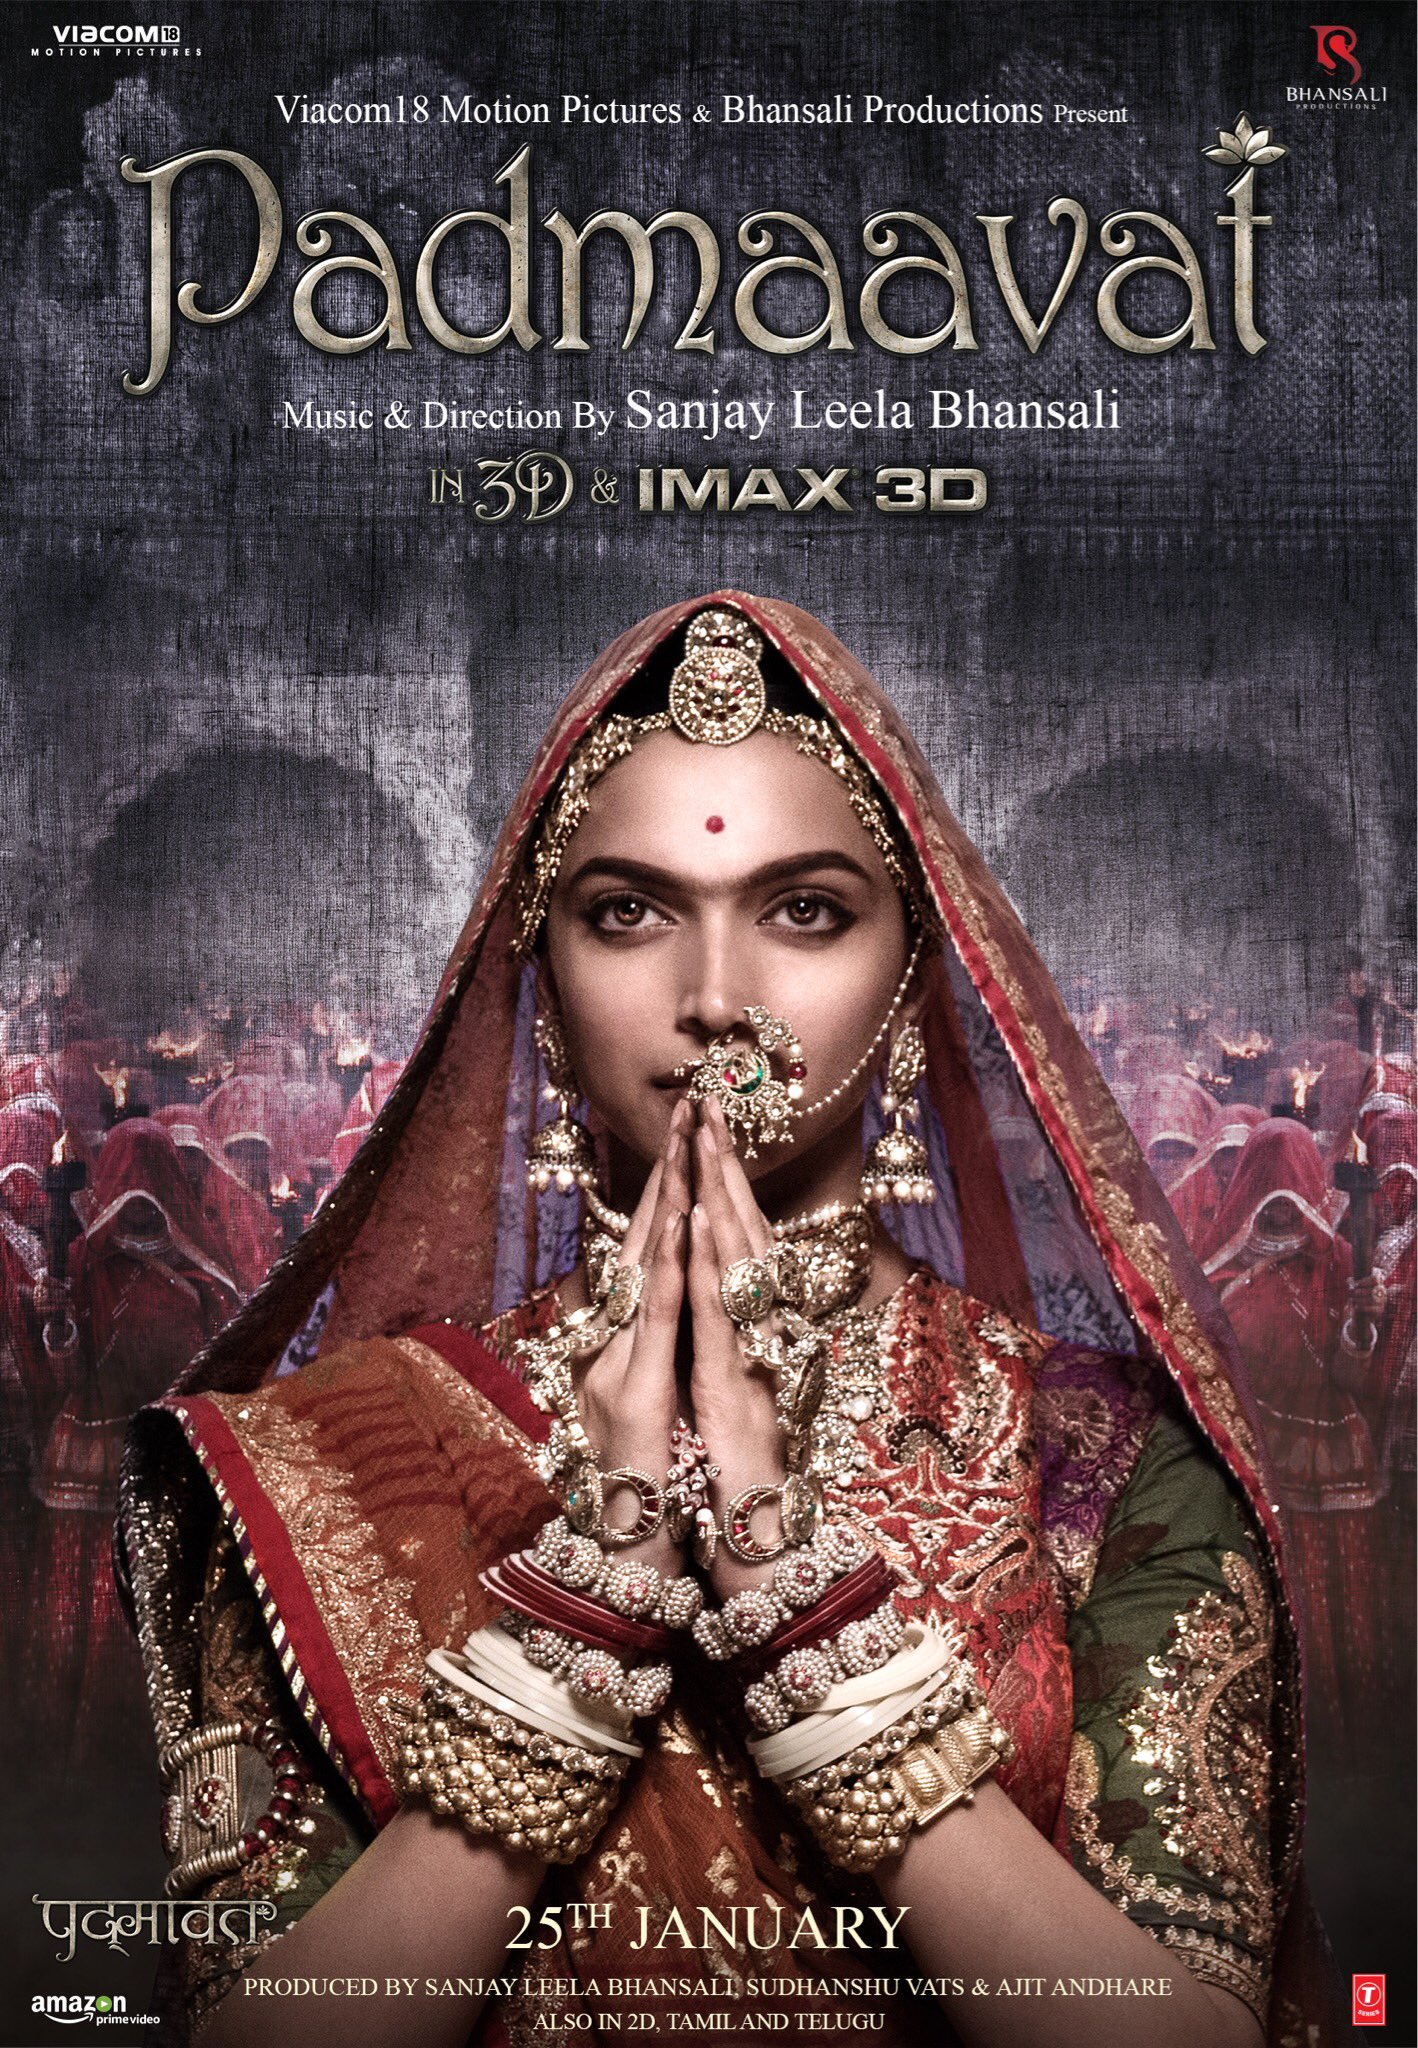 VIACOM18
MOTION PICTURES
BHANSALI
PRODUCTIONS
Viacom18 Motion Pictures & Bhansali Productions Present
Padmaavat
Music & Direction By Sanjay Leela Bhansali
IN 3D & IMAX® 3D
पद्मावत
25TH JANUARY
PRODUCED BY SANJAY LEELA BHANSALI, SUDHANSHU VATS & AJIT ANDHARE
ALSO IN 2D, TAMIL AND TELUGU
amazon
primevideo
T
SERIES